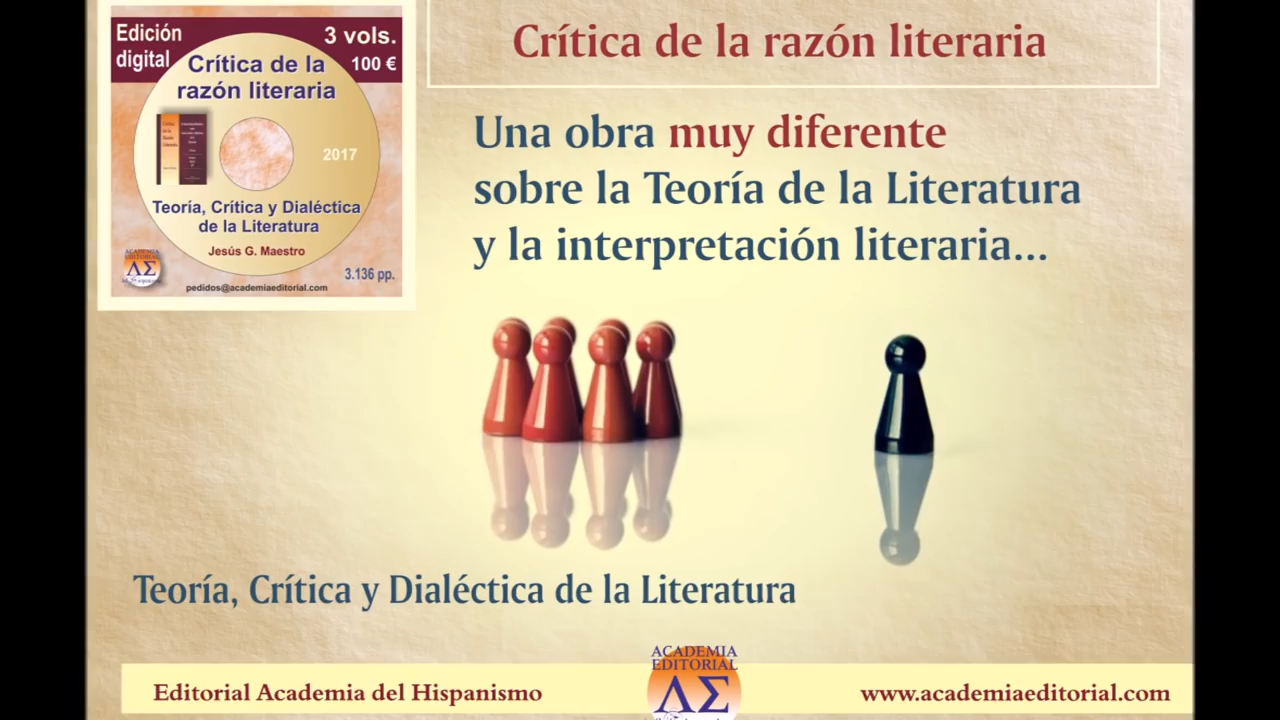 Edición
digital
3 vols.
100 €
Crítica de la
razón literaria
2017
Teoría, Crítica y Dialéctica
de la Literatura
Jesús G. Maestro
ACADEMIA
EDITORIAL
ΛΣ
3.136 pp.
pedidos@academiaeditorial.com
Crítica de la razón literaria
Una obra muy diferente
sobre la Teoría de la Literatura
y la interpretación literaria...
Teoría, Crítica y Dialéctica de la Literatura
Editorial Academia del Hispanismo
ACADEMIA
EDITORIAL
ΛΣ
www.academiaeditorial.com